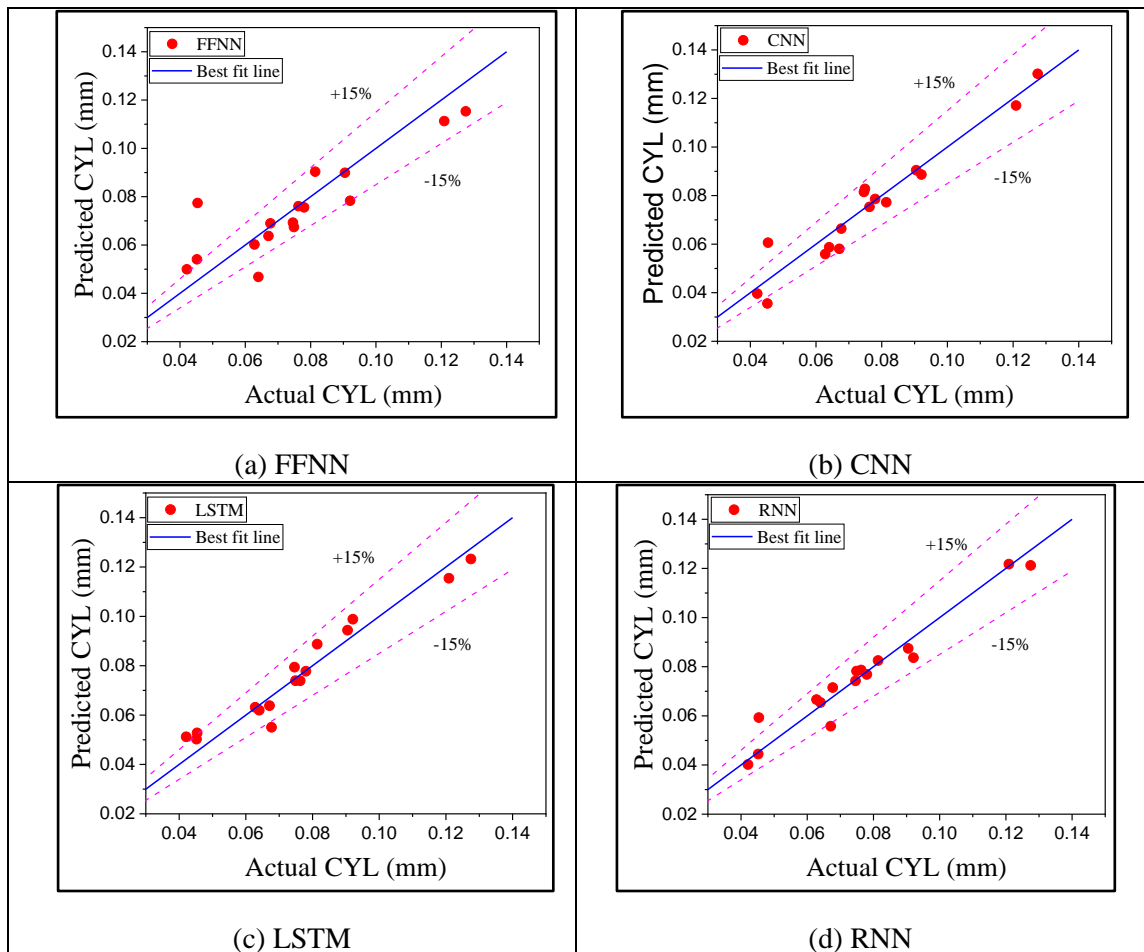 0.14
FFNN
Best fit line
+15%
0.12
0.10
0.08
-15%
0.06
0.04
0.02
Predicted CYL (mm)
0.04 0.06 0.08 0.10 0.12 0.14
Actual CYL (mm)
(a) FFNN
0.14
CNN
Best fit line
+15%
0.12
0.10
0.08
-15%
0.06
0.04
0.02
Predicted CYL (mm)
0.04 0.06 0.08 0.10 0.12 0.14
Actual CYL (mm)
(b) CNN
0.14
LSTM
Best fit line
+15%
0.12
0.10
0.08
-15%
0.06
0.04
0.02
Predicted CYL (mm)
0.04 0.06 0.08 0.10 0.12 0.14
Actual CYL (mm)
(c) LSTM
0.14
RNN
Best fit line
+15%
0.12
0.10
0.08
-15%
0.06
0.04
0.02
Predicted CYL (mm)
0.04 0.06 0.08 0.10 0.12 0.14
Actual CYL (mm)
(d) RNN